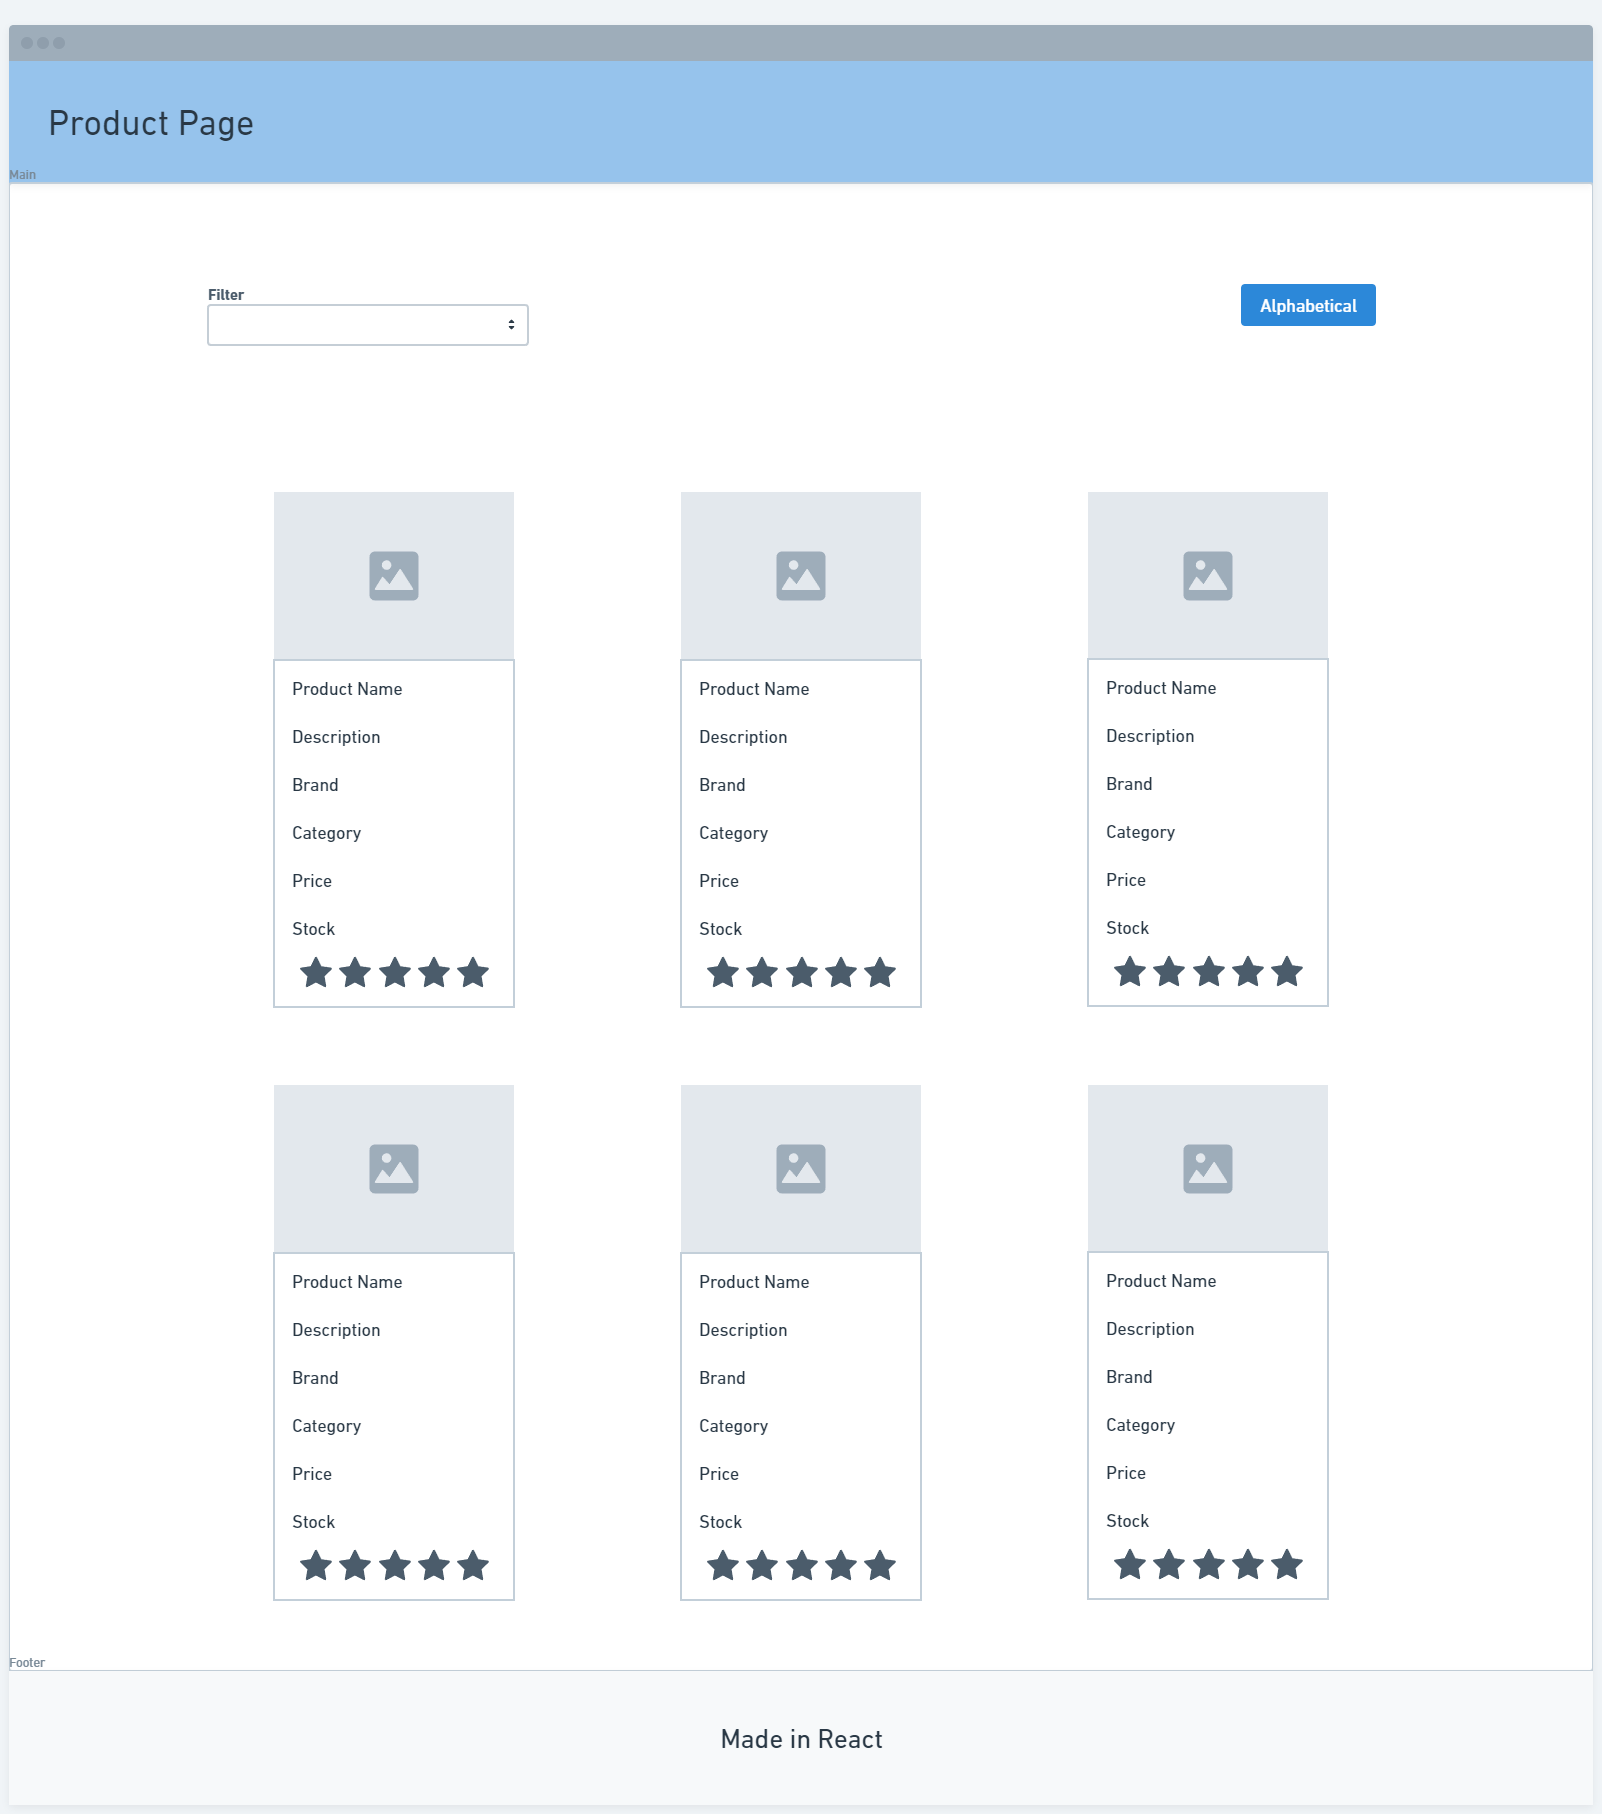 Product Page
Main
Filter
Alphabetical
Product Name
Description
Brand
Category
Price
Stock
Product Name
Description
Brand
Category
Price
Stock
Product Name
Description
Brand
Category
Price
Stock
Product Name
Description
Brand
Category
Price
Stock
Product Name
Description
Brand
Category
Price
Stock
Product Name
Description
Brand
Category
Price
Stock
Footer
Made in React